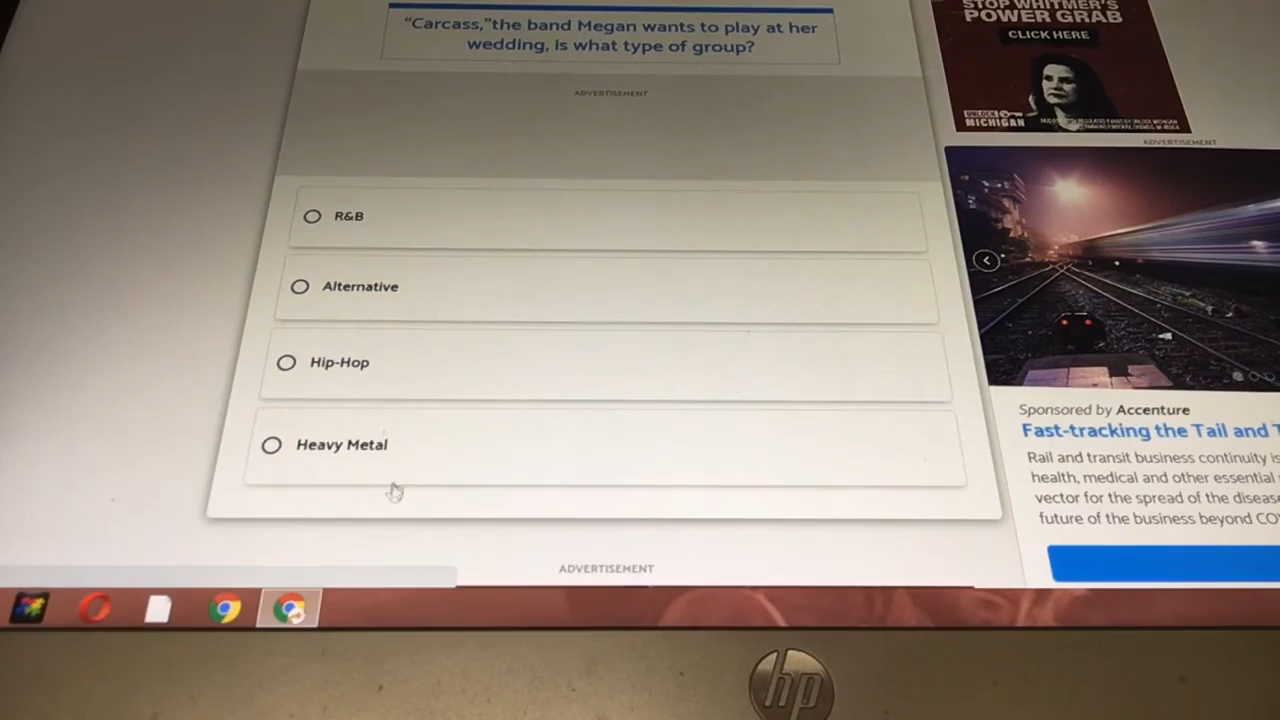 STOP WHITMER'S
POWER GRAB
CLICK HERE
UNLOCK
MICHIGAN
"Carcass,"the band Megan wants to play at her
wedding, is what type of group?
ADVERTISEMENT
ADVERTISEMENT
R&B
Alternative
Hip-Hop
Heavy Metal
Sponsored by Accenture
Fast-tracking the Tail and T
Rail and transit business continuity is
health, medical and other essential
vector for the spread of the diseas
future of the business beyond CO
ADVERTISEMENT
hp